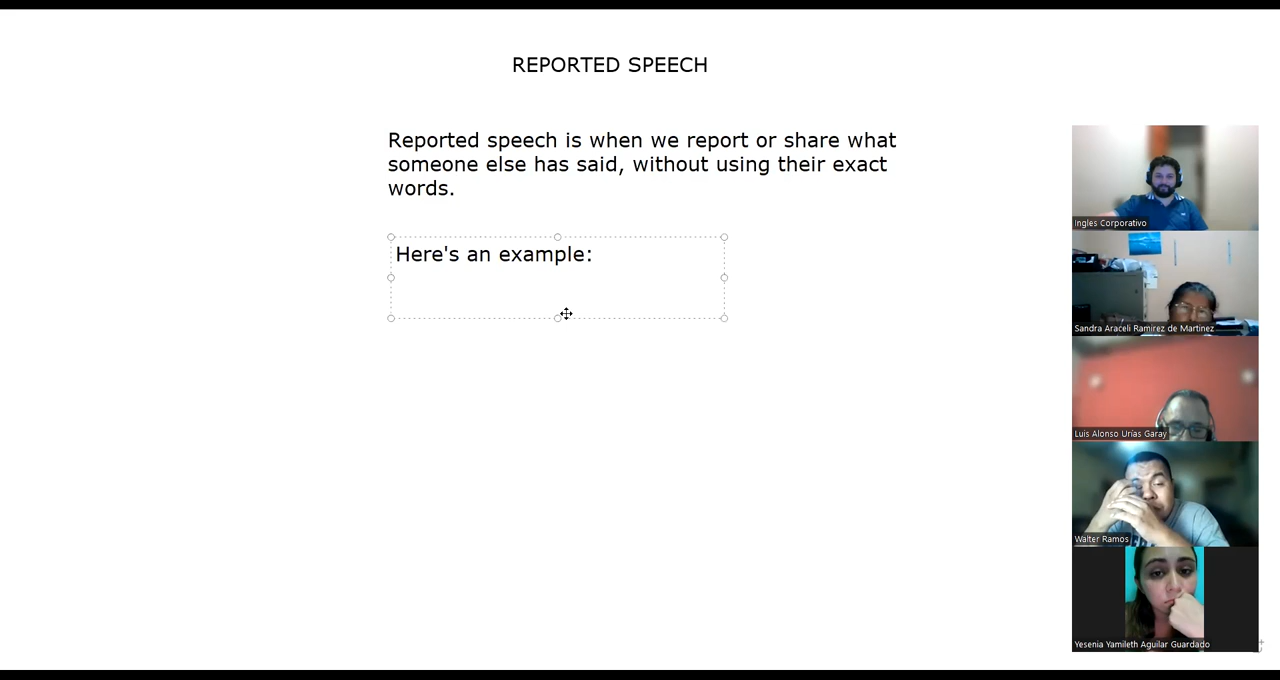 REPORTED SPEECH
Reported speech is when we report or share what
someone else has said, without using their exact
words.
Here's an example:
Ingles Corporativo
Sandra Araceli Ramirez de Martinez
Luis Alonso Urías Garay
Walter Ramos
Yesenia Yamileth Aguilar Guardado